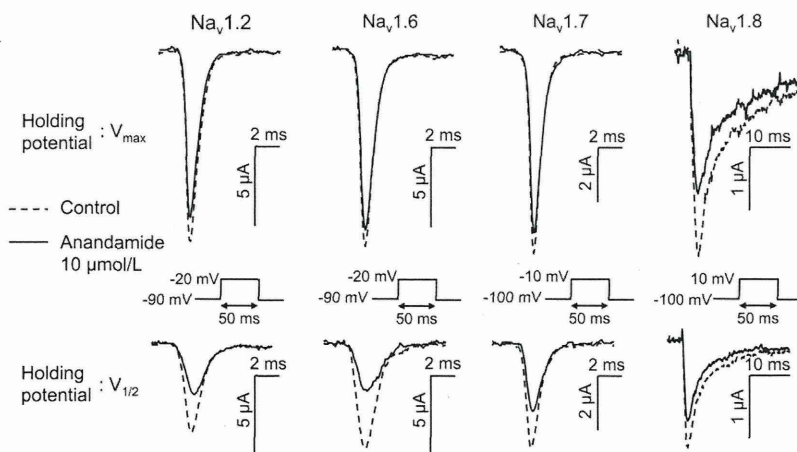 Nav1.2 Nav1.6 Nav1.7 Nav1.8
Holding potential : Vmax
2 ms 2 ms 2 ms 10 ms
5 µA 5 µA 2 µA 1 µA
Control
Anandamide
10 µmol/L
-20 mV -20 mV -10 mV 10 mV
-90 mV -90 mV -100 mV -100 mV
50 ms 50 ms 50 ms 50 ms
Holding potential : V1/2
2 ms 2 ms 2 ms 10 ms
5 µA 5 µA 2 µA 1 µA